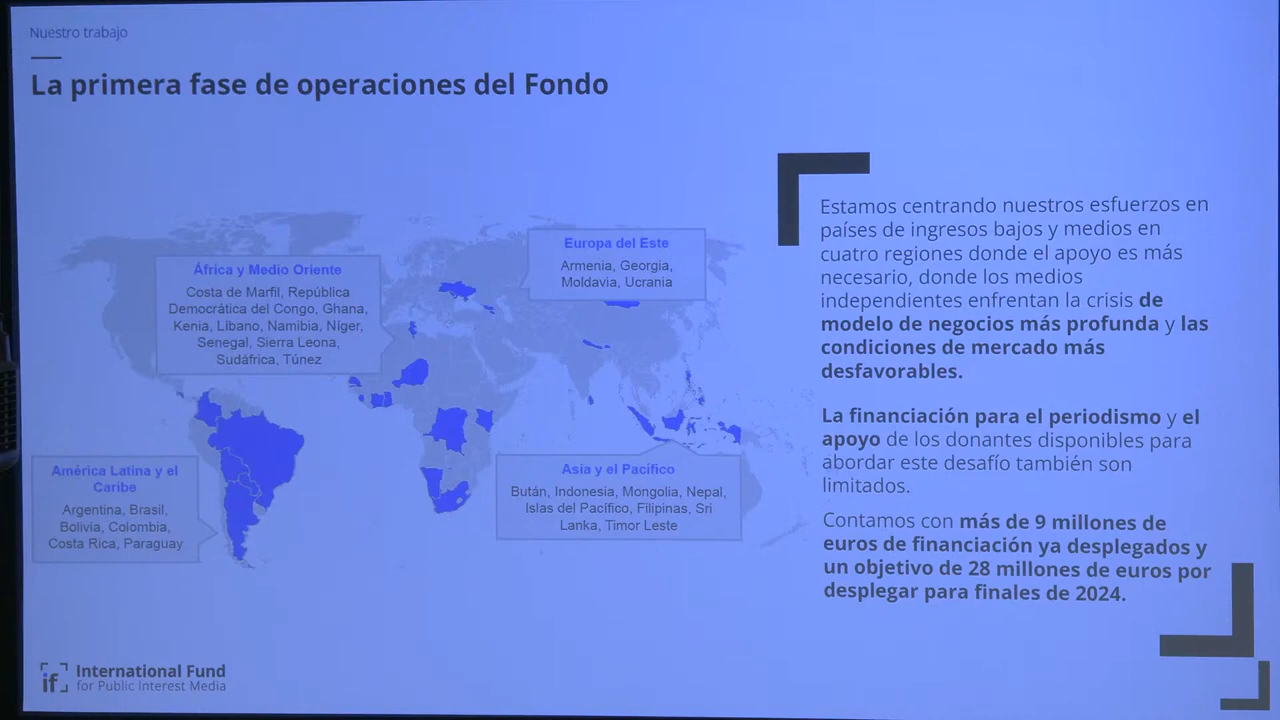 Nuestro trabajo
La primera fase de operaciones del Fondo
África y Medio Oriente
Costa de Marfil, República
Democrática del Congo, Ghana,
Kenia, Líbano, Namibia, Níger,
Senegal, Sierra Leona,
Sudáfrica, Túnez
Europa del Este
Armenia, Georgia,
Moldavia, Ucrania
América Latina y el
Caribe
Argentina, Brasil,
Bolivia, Colombia,
Costa Rica, Paraguay
Asia y el Pacífico
Bután, Indonesia, Mongolia, Nepal,
Islas del Pacífico, Filipinas, Sri
Lanka, Timor Leste
Estamos centrando nuestros esfuerzos en
países de ingresos bajos y medios en
cuatro regiones donde el apoyo es más
necesario, donde los medios
independientes enfrentan la crisis de
modelo de negocios más profunda y las
condiciones de mercado más
desfavorables.
La financiación para el periodismo y el
apoyo de los donantes disponibles para
abordar este desafío también son
limitados.
Contamos con más de 9 millones de
euros de financiación ya desplegados y
un objetivo de 28 millones de euros por
desplegar para finales de 2024.
if International Fund
for Public Interest Media